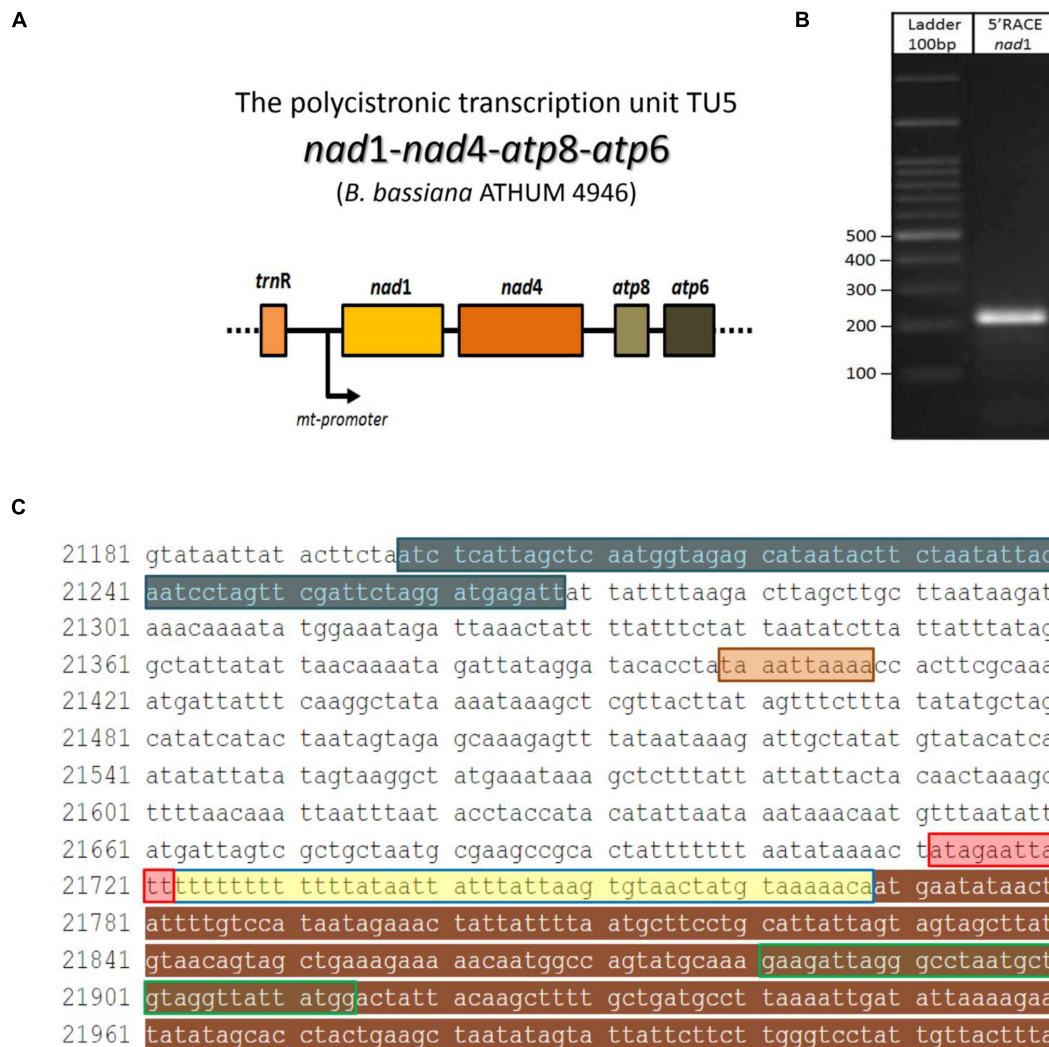 A
The polycistronic transcription unit TU5
nad1-nad4-atp8-atp6
(B. bassiana ATHUM 4946)
trnR nad1 nad4 atp8 atp6
mt-promoter
B
Ladder 100bp
5'RACE nad1
500
400
300
200
100
C
21181 gtataattat acttctaatc tcattagctc aatggtagag cataatactt ctaatattac
21241 aatcctagtt cgattctagg atgagattat tattttaaga cttagcttgc ttaataagat
21301 aaacaaaata tggaaataga ttaaactatt ttatttctat taatatctta ttatttatag
21361 gctattatat taacaaaata gattatagga tacacctata aattaaaacc acttcgcaaa
21421 atgattattt caaggctata aaataaagct cgttacttat agtttcttta tatatgctag
21481 catatcatac taatagtaga gcaaagagtt tataataaag attgctatat gtatacatca
21541 atatattata tagtaaggct atgaaataaa gctctttatt attattacta caactaaagc
21601 ttttaacaaa ttaatttaat acctaccata catattaata aataaacaat gtttaatatt
21661 atgattagtc gctgctaatg cgaagccgca ctattttttt aatataaaac tatagaatta
21721 tttttttttt ttttataatt atttattaag tgtaactatg taaaaacaat gaatataact
21781 attttgtcca taatagaaac tattatttta atgcttcctg cattattagt agtagcttat
21841 gtaacagtag ctgaaagaaa aacaatggcc agtatgcaaa gaagattagg gcctaatgct
21901 gtaggttatt atggactatt acaagctttt gctgatgcct taaaattgat attaaaagaa
21961 tatatagcac ctactgaagc taatatagta ttattcttct tgggtcctat tgttacttta